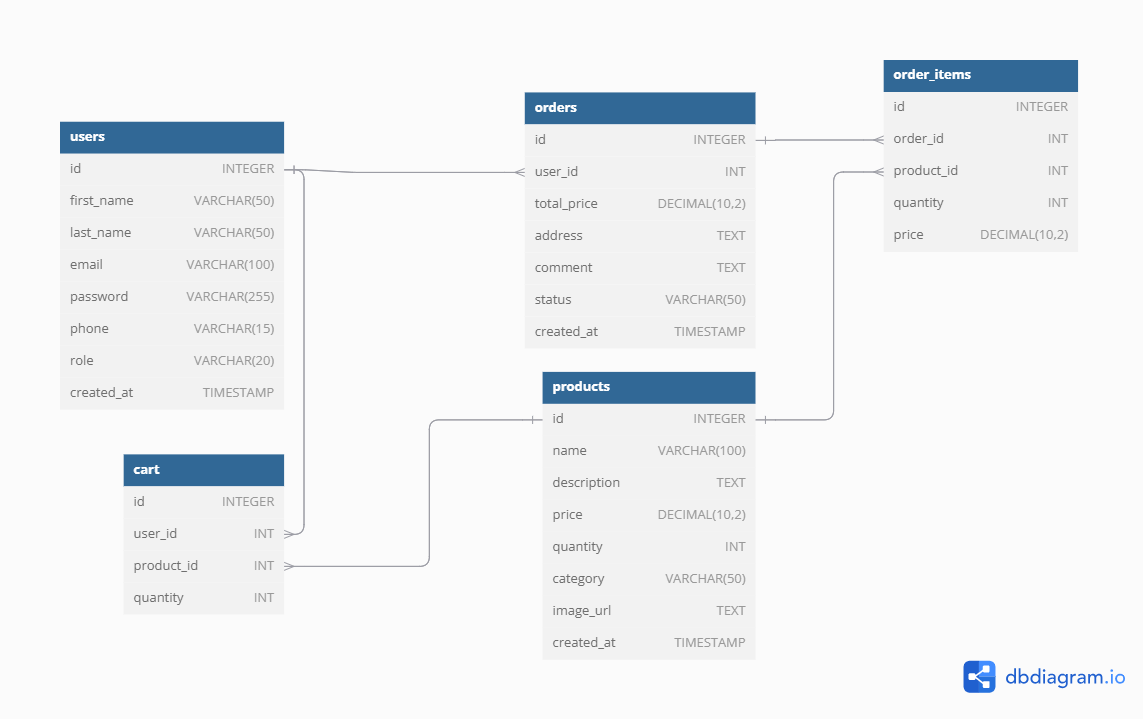 users
id INTEGER
first_name VARCHAR(50)
last_name VARCHAR(50)
email VARCHAR(100)
password VARCHAR(255)
phone VARCHAR(15)
role VARCHAR(20)
created_at TIMESTAMP
cart
id INTEGER
user_id INT
product_id INT
quantity INT
orders
id INTEGER
user_id INT
total_price DECIMAL(10,2)
address TEXT
comment TEXT
status VARCHAR(50)
created_at TIMESTAMP
products
id INTEGER
name VARCHAR(100)
description TEXT
price DECIMAL(10,2)
quantity INT
category VARCHAR(50)
image_url TEXT
created_at TIMESTAMP
order_items
id INTEGER
order_id INT
product_id INT
quantity INT
price DECIMAL(10,2)
dbdiagram.io